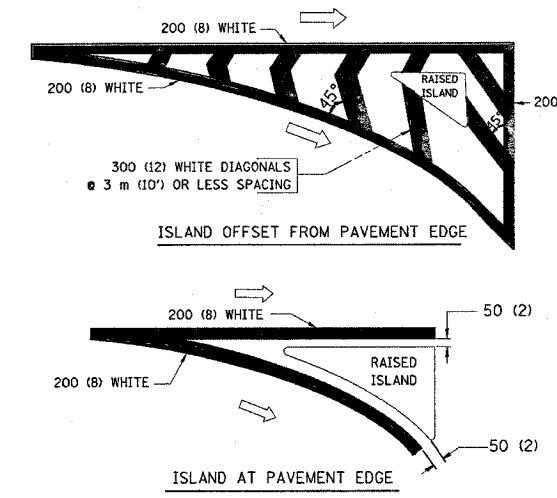 200 (8) WHITE
200 (8) WHITE
RAISED
ISLAND
45°
200
45°
300 (12) WHITE DIAGONALS
@ 3 m (10') OR LESS SPACING
ISLAND OFFSET FROM PAVEMENT EDGE
200 (8) WHITE
50 (2)
RAISED
ISLAND
200 (8) WHITE
50 (2)
ISLAND AT PAVEMENT EDGE